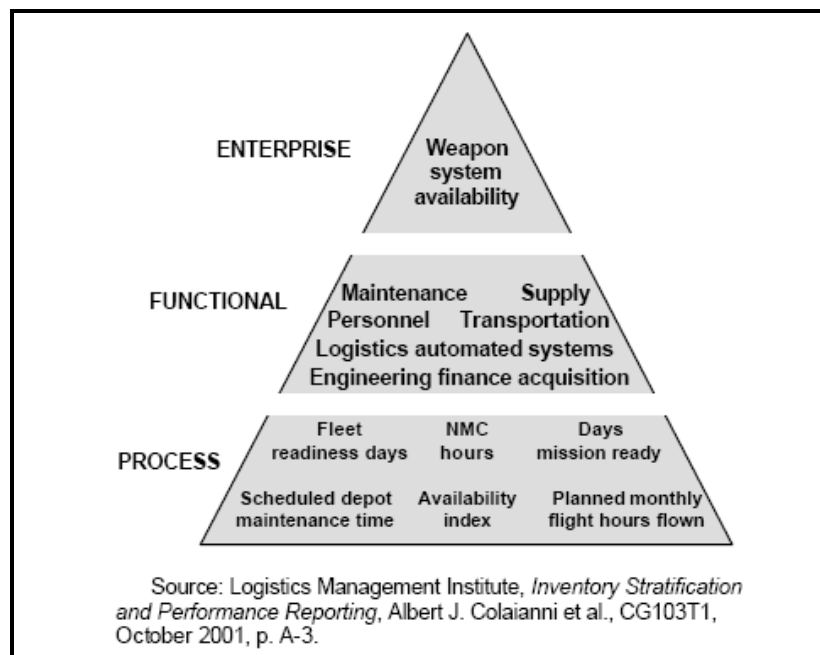 ENTERPRISE
Weapon
system
availability
FUNCTIONAL
Maintenance Supply
Personnel Transportation
Logistics automated systems
Engineering finance acquisition
PROCESS
Fleet
readiness days
NMC
hours
Days
mission ready
Scheduled depot
maintenance time
Availability
index
Planned monthly
flight hours flown
Source: Logistics Management Institute, Inventory Stratification
and Performance Reporting, Albert J. Colaianni et al., CG103T1,
October 2001, p. A-3.